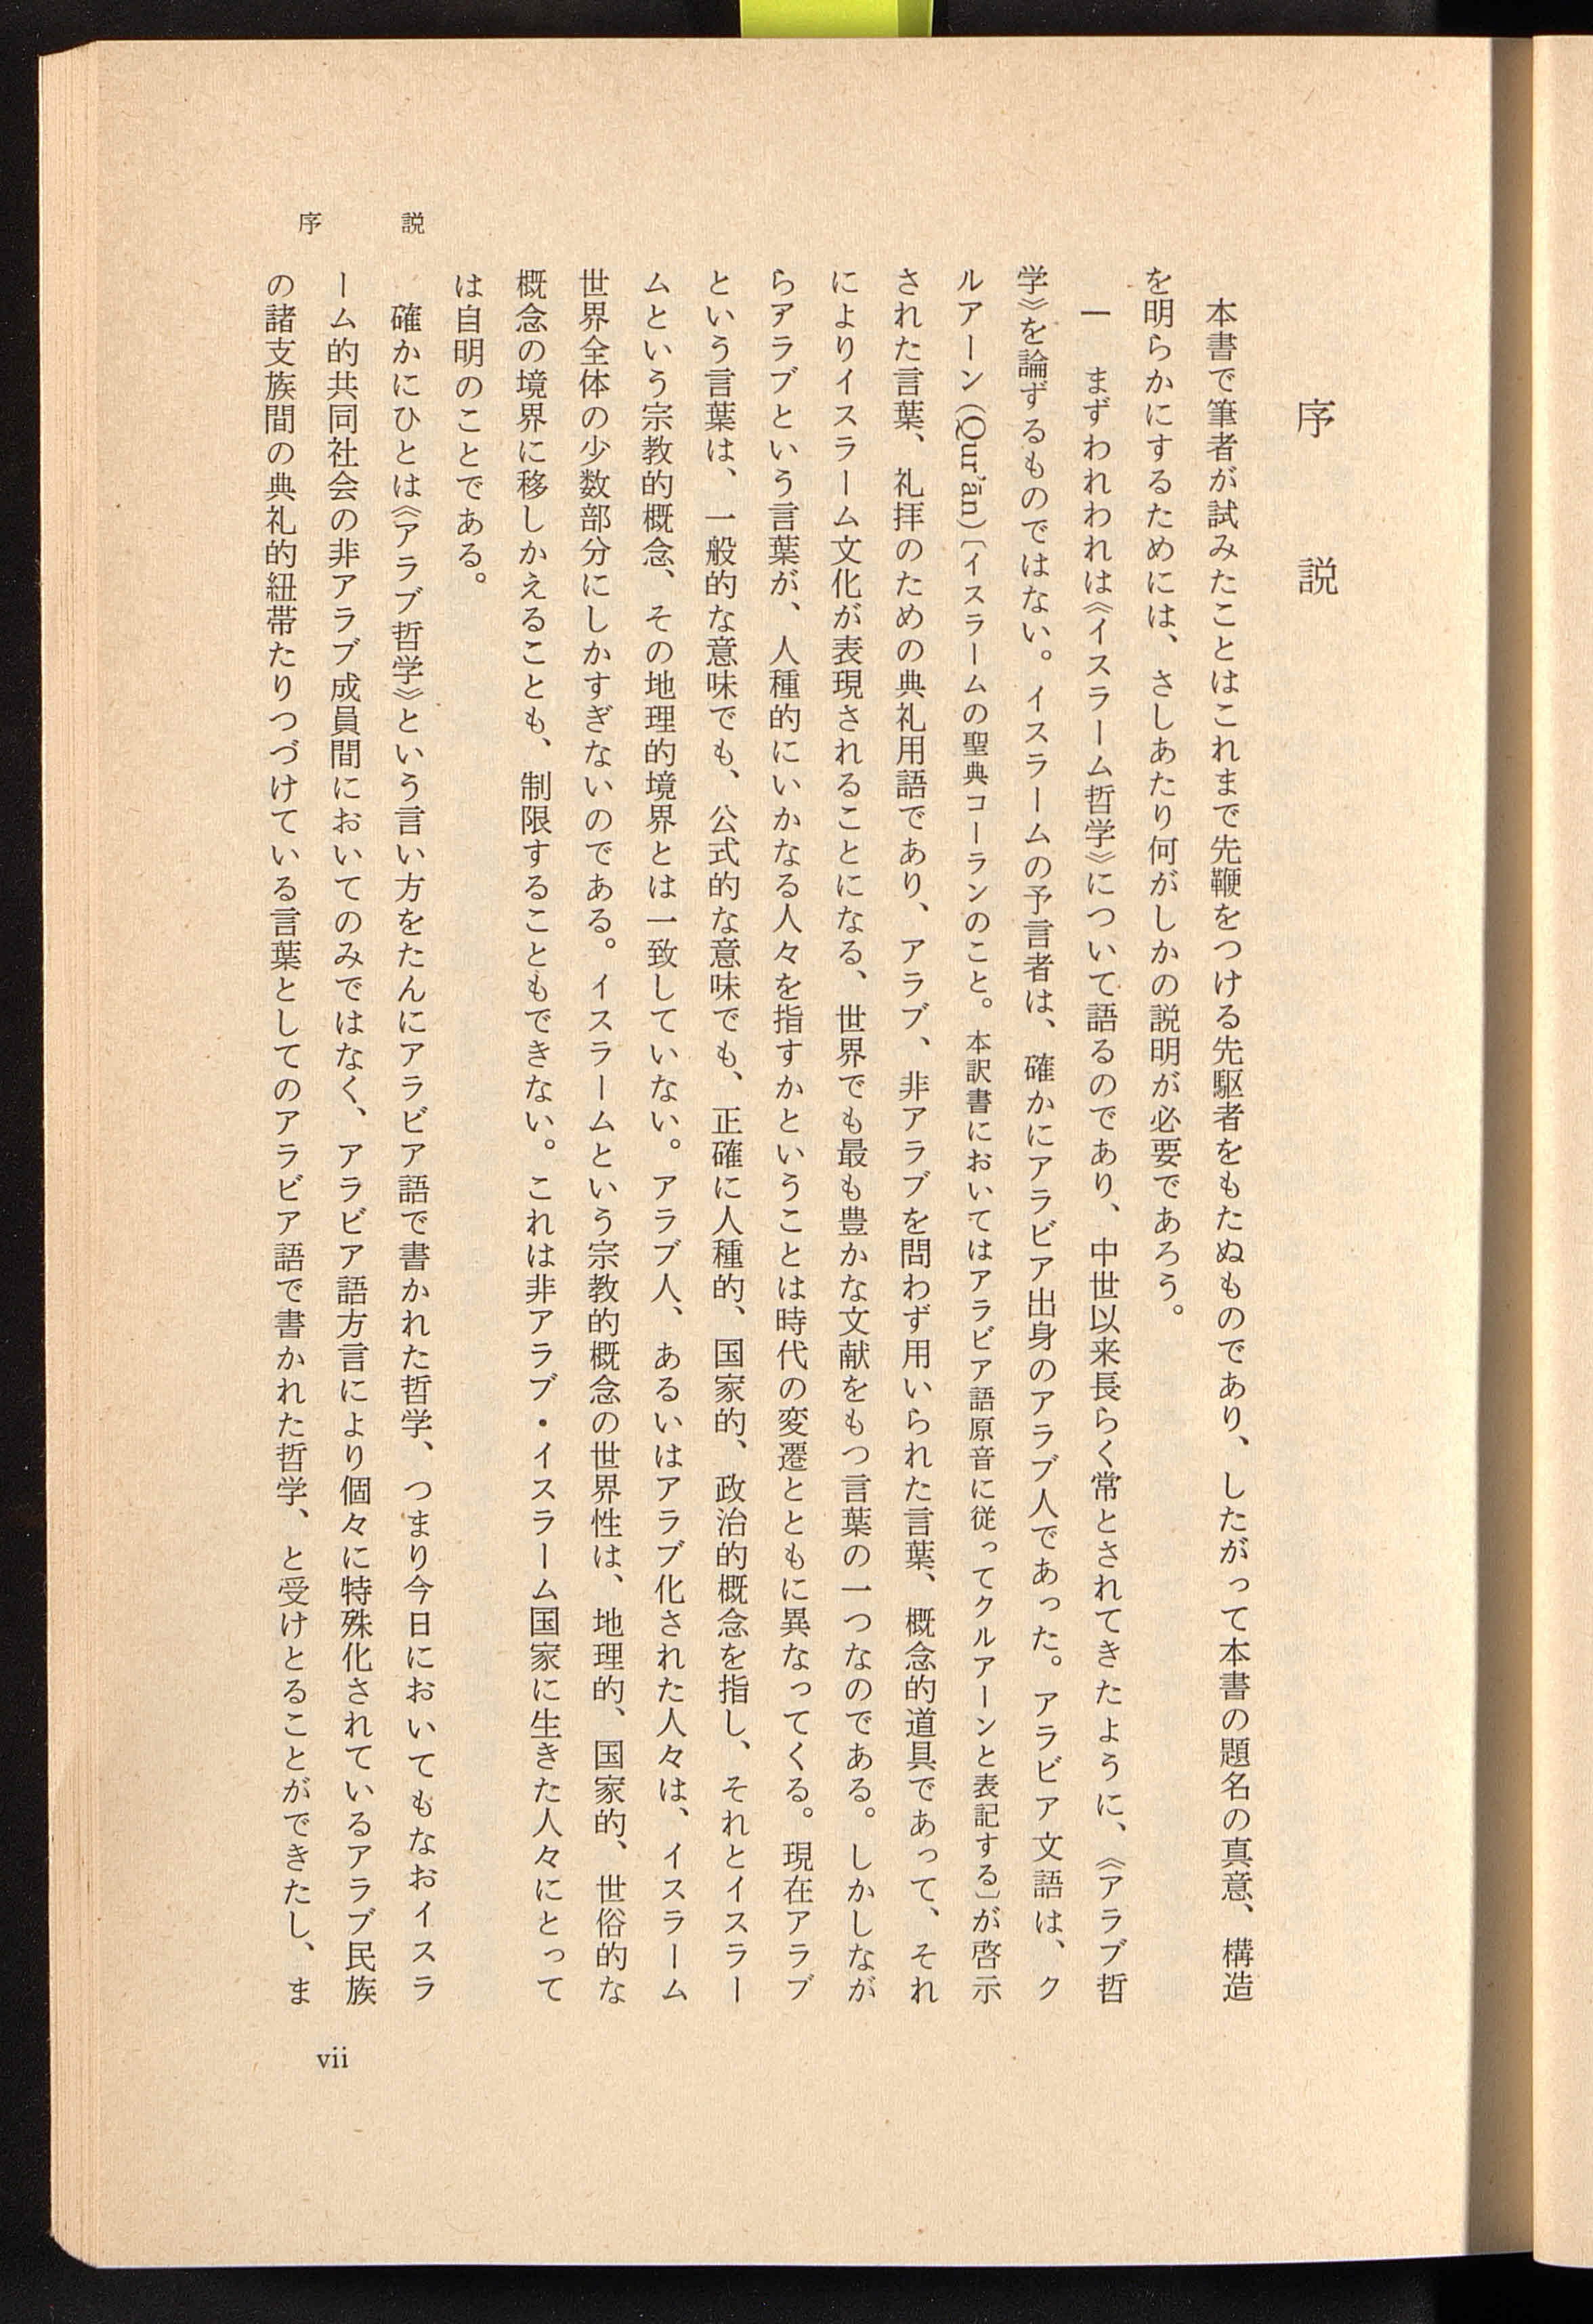 序説
本書で筆者が試みたことはこれまで先鞭をつける先駆者をもたぬものであり、したがって本書の題名の真意、構造
を明らかにするためには、さしあたり何がしかの説明が必要であろう。
一　まずわれわれは《イスラーム哲学》について語るのであり、中世以来長らく常とされてきたように、《アラブ哲
学》を論ずるものではない。イスラームの予言者は、確かにアラビア出身のアラブ人であった。アラビア文語は、ク
ルアーン(Qur'ān)〔イスラームの聖典コーランのこと。本訳書においてはアラビア語原音に従ってクルアーンと表記する〕が啓示
された言葉、礼拝のための典礼用語であり、アラブ、非アラブを問わず用いられた言葉、概念的道具であって、それ
によりイスラーム文化が表現されることになる、世界でも最も豊かな文献をもつ言葉の一つなのである。しかしなが
らアラブという言葉が、人種的にいかなる人々を指すかということは時代の変遷とともに異なってくる。現在アラブ
という言葉は、一般的な意味でも、公式的な意味でも、正確に人種的、国家的、政治的概念を指し、それとイスラー
ムという宗教的概念、その地理的境界とは一致していない。アラブ人、あるいはアラブ化された人々は、イスラーム
世界全体の少数部分にしかすぎないのである。イスラームという宗教的概念の世界性は、地理的、国家的、世俗的な
概念の境界に移しかえることも、制限することもできない。これは非アラブ・イスラーム国家に生きた人々にとって
は自明のことである。
確かにひとは《アラブ哲学》という言い方をたんにアラビア語で書かれた哲学、つまり今日においてもなおイスラ
ーム的共同社会の非アラブ成員間においてのみではなく、アラビア語方言により個々に特殊化されているアラブ民族
の諸支族間の典礼的紐帯たりつづけている言葉としてのアラビア語で書かれた哲学、と受けとることができたし、ま
序説
vii